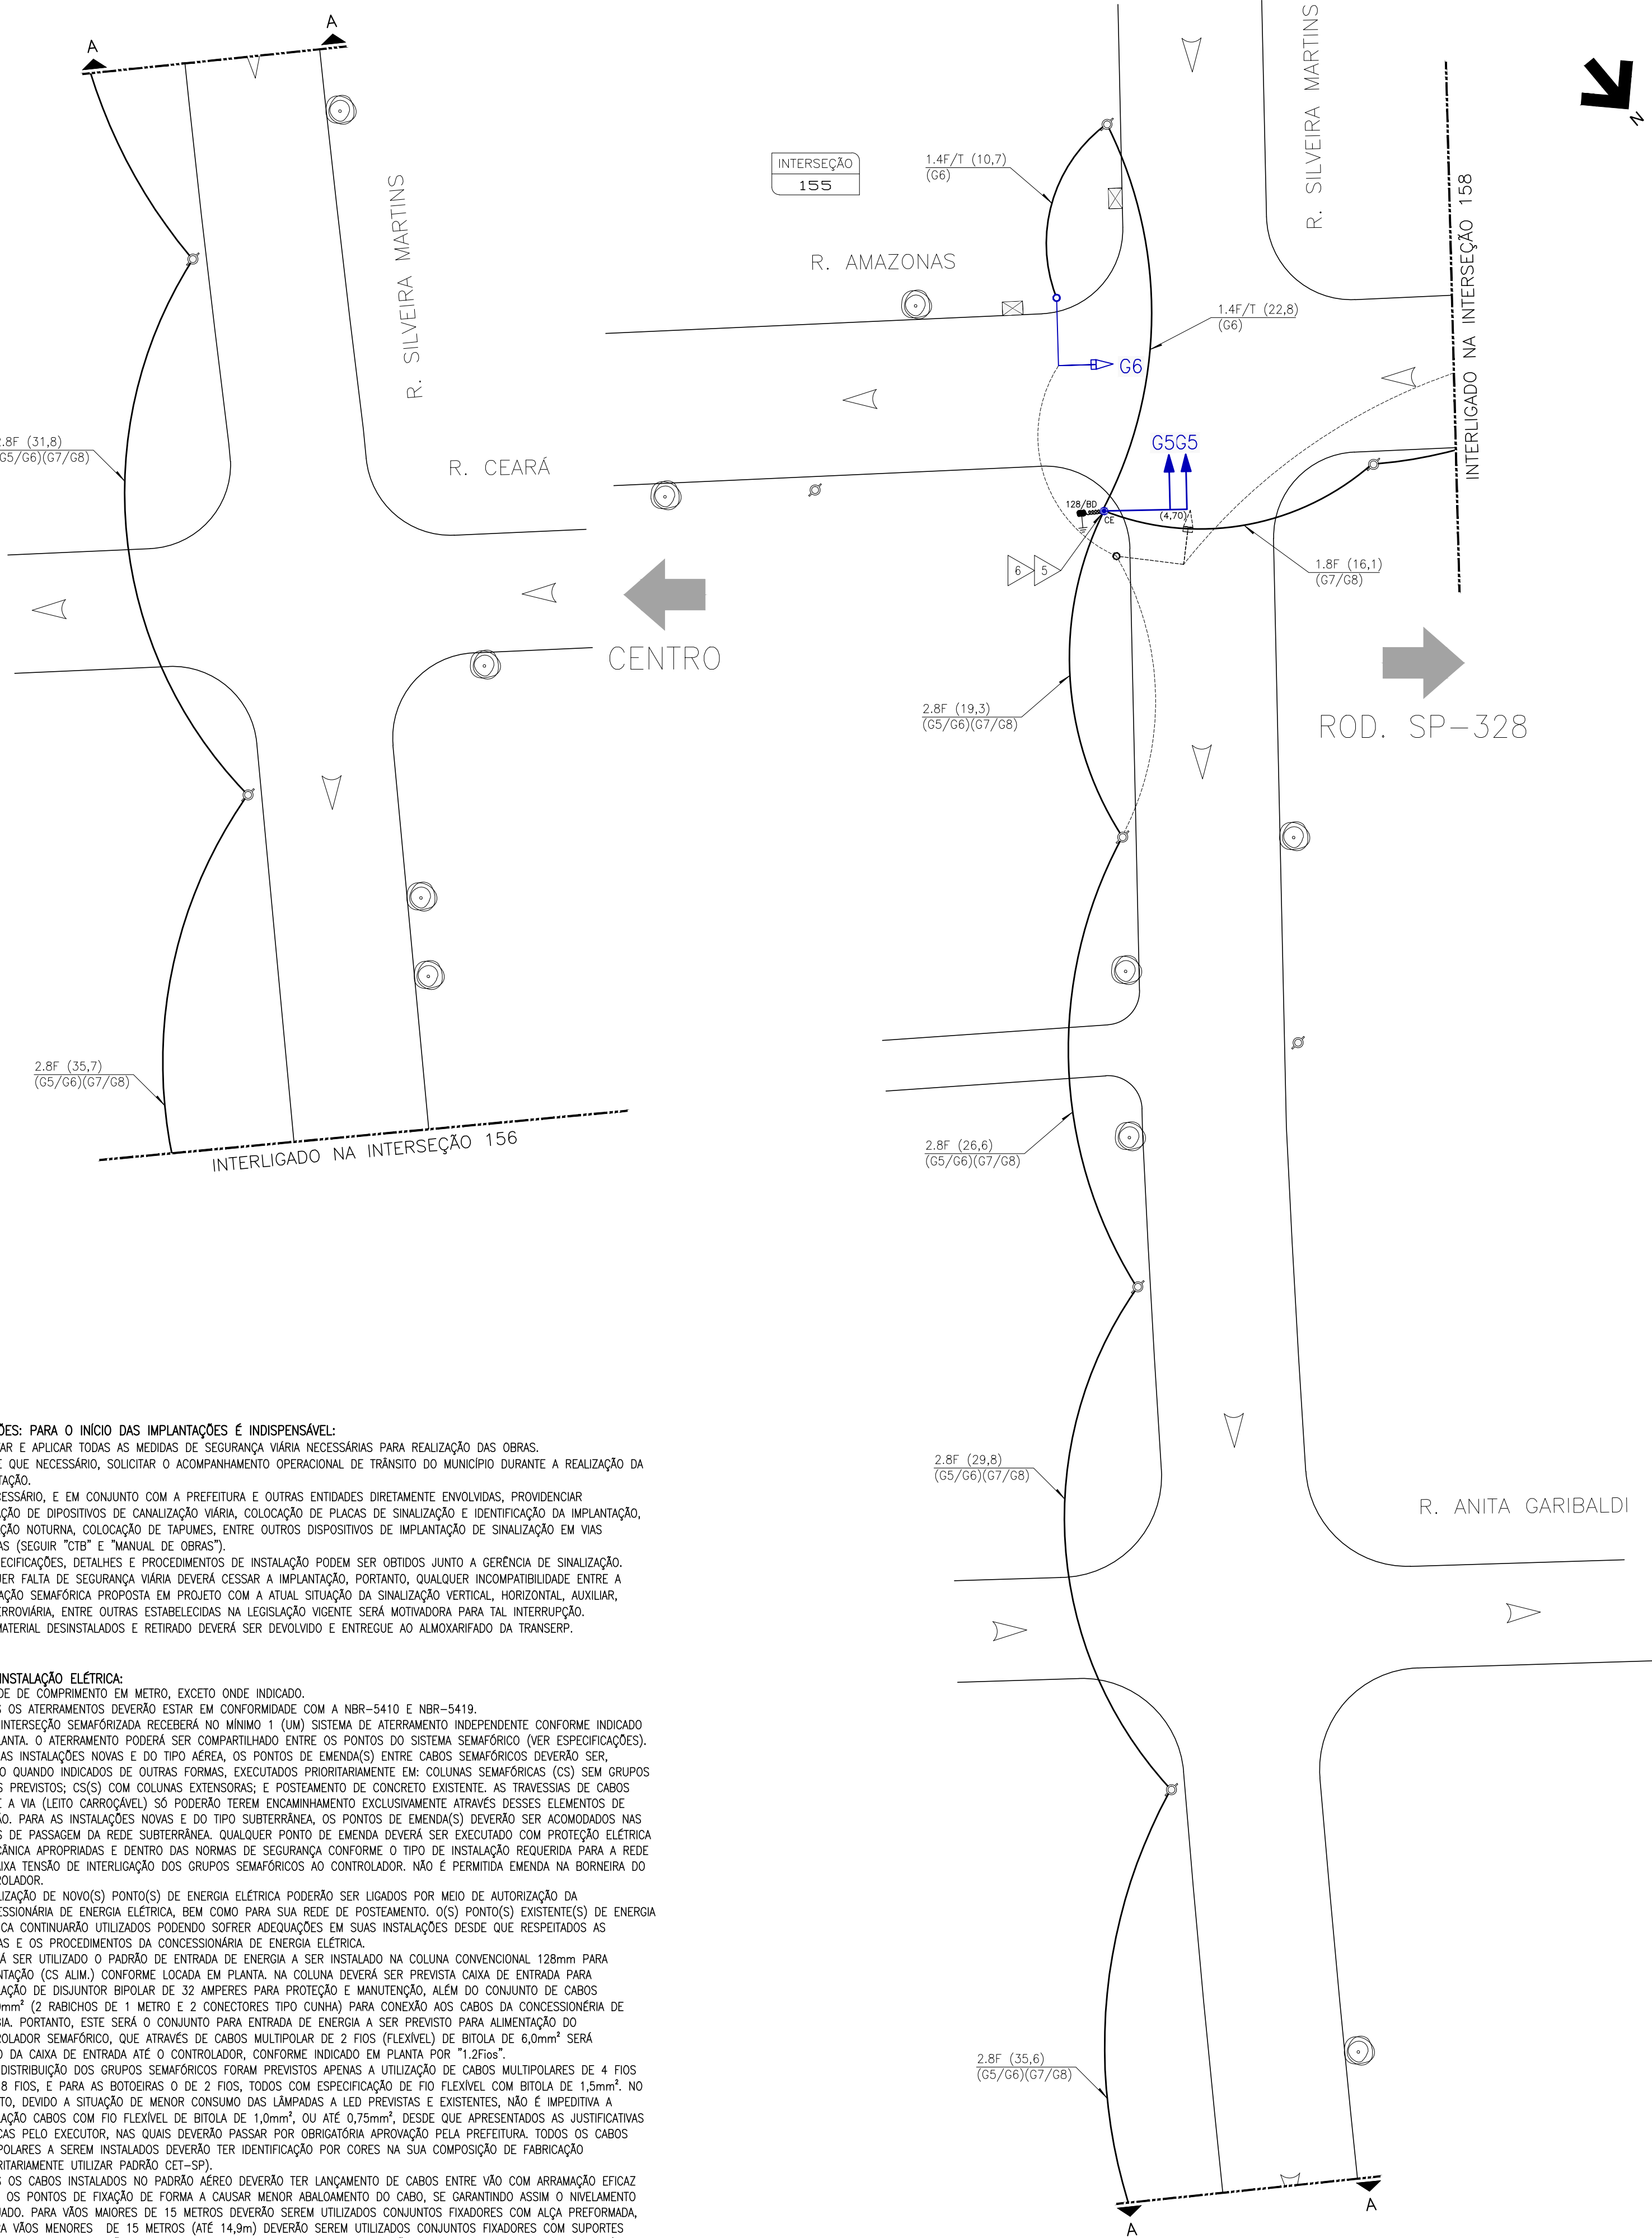 A
A
R. SILVEIRA MARTINS
.8F (31,8)
G5/G6)(G7/G8)
R. CEARÁ
CENTRO
2.8F (35,7)
(G5/G6)(G7/G8)
INTERLIGADO NA INTERSEÇÃO 156
INTERSEÇÃO
155
1.4F/T (10,7)
(G6)
R. AMAZONAS
R. SILVEIRA MARTINS
N
INTERLIGADO NA INTERSEÇÃO 158
1.4F/T (22,8)
(G6)
G6
G5G5
128/BD
CE
(4,70)
6
5
1.8F (16,1)
(G7/G8)
ROD. SP-328
2.8F (19,3)
(G5/G6)(G7/G8)
2.8F (26,6)
(G5/G6)(G7/G8)
2.8F (29,8)
(G5/G6)(G7/G8)
R. ANITA GARIBALDI
2.8F (35,6)
(G5/G6)(G7/G8)
A
A
ÕES: PARA O INÍCIO DAS IMPLANTAÇÕES É INDISPENSÁVEL:
AR E APLICAR TODAS AS MEDIDAS DE SEGURANÇA VIÁRIA NECESSÁRIAS PARA REALIZAÇÃO DAS OBRAS.
E QUE NECESSÁRIO, SOLICITAR O ACOMPANHAMENTO OPERACIONAL DE TRÂNSITO DO MUNICÍPIO DURANTE A REALIZAÇÃO DA
TAÇÃO.
CESSÁRIO, E EM CONJUNTO COM A PREFEITURA E OUTRAS ENTIDADES DIRETAMENTE ENVOLVIDAS, PROVIDENCIAR
AÇÃO DE DIPOSITIVOS DE CANALIZAÇÃO VIÁRIA, COLOCAÇÃO DE PLACAS DE SINALIZAÇÃO E IDENTIFICAÇÃO DA IMPLANTAÇÃO,
ÇÃO NOTURNA, COLOCAÇÃO DE TAPUMES, ENTRE OUTROS DISPOSITIVOS DE IMPLANTAÇÃO DE SINALIZAÇÃO EM VIAS
AS (SEGUIR "CTB" E "MANUAL DE OBRAS").
PECIFICAÇÕES, DETALHES E PROCEDIMENTOS DE INSTALAÇÃO PODEM SER OBTIDOS JUNTO A GERÊNCIA DE SINALIZAÇÃO.
UER FALTA DE SEGURANÇA VIÁRIA DEVERÁ CESSAR A IMPLANTAÇÃO, PORTANTO, QUALQUER INCOMPATIBILIDADE ENTRE A
AÇÃO SEMAFÓRICA PROPOSTA EM PROJETO COM A ATUAL SITUAÇÃO DA SINALIZAÇÃO VERTICAL, HORIZONTAL, AUXILIAR,
ERROVIÁRIA, ENTRE OUTRAS ESTABELECIDAS NA LEGISLAÇÃO VIGENTE SERÁ MOTIVADORA PARA TAL INTERRUPÇÃO.
MATERIAL DESINSTALADOS E RETIRADO DEVERÁ SER DEVOLVIDO E ENTREGUE AO ALMOXARIFADO DA TRANSERP.
INSTALAÇÃO ELÉTRICA:
DE DE COMPRIMENTO EM METRO, EXCETO ONDE INDICADO.
S OS ATERRAMENTOS DEVERÃO ESTAR EM CONFORMIDADE COM A NBR-5410 E NBR-5419.
INTERSEÇÃO SEMAFÓRIZADA RECEBERÁ NO MÍNIMO 1 (UM) SISTEMA DE ATERRAMENTO INDEPENDENTE CONFORME INDICADO
LANTA. O ATERRAMENTO PODERÁ SER COMPARTILHADO ENTRE OS PONTOS DO SISTEMA SEMAFÓRICO (VER ESPECIFICAÇÕES).
AS INSTALAÇÕES NOVAS E DO TIPO AÉREA, OS PONTOS DE EMENDA(S) ENTRE CABOS SEMAFÓRICOS DEVERÃO SER,
O QUANDO INDICADOS DE OUTRAS FORMAS, EXECUTADOS PRIORITARIAMENTE EM: COLUNAS SEMAFÓRICAS (CS) SEM GRUPOS
S PREVISTOS; CS(S) COM COLUNAS EXTENSORAS; E POSTEAMENTO DE CONCRETO EXISTENTE. AS TRAVESSIAS DE CABOS
E A VIA (LEITO CARROÇÁVEL) SÓ PODERÃO TEREM ENCAMINHAMENTO EXCLUSIVAMENTE ATRAVÉS DESSES ELEMENTOS DE
ÃO. PARA AS INSTALAÇÕES NOVAS E DO TIPO SUBTERRÂNEA, OS PONTOS DE EMENDA(S) DEVERÃO SER ACOMODADOS NAS
S DE PASSAGEM DA REDE SUBTERRÂNEA. QUALQUER PONTO DE EMENDA DEVERÁ SER EXECUTADO COM PROTEÇÃO ELÉTRICA
CÂNICA APROPRIADAS E DENTRO DAS NORMAS DE SEGURANÇA CONFORME O TIPO DE INSTALAÇÃO REQUERIDA PARA A REDE
AIXA TENSÃO DE INTERLIGAÇÃO DOS GRUPOS SEMAFÓRICOS AO CONTROLADOR. NÃO É PERMITIDA EMENDA NA BORNEIRA DO
ROLADOR.
LIZAÇÃO DE NOVO(S) PONTO(S) DE ENERGIA ELÉTRICA PODERÃO SER LIGADOS POR MEIO DE AUTORIZAÇÃO DA
ESSIONÁRIA DE ENERGIA ELÉTRICA, BEM COMO PARA SUA REDE DE POSTEAMENTO. O(S) PONTO(S) EXISTENTE(S) DE ENERGIA
ICA CONTINUARÃO UTILIZADOS PODENDO SOFRER ADEQUAÇÕES EM SUAS INSTALAÇÕES DESDE QUE RESPEITADOS AS
AS E OS PROCEDIMENTOS DA CONCESSIONÁRIA DE ENERGIA ELÉTRICA.
Á SER UTILIZADO O PADRÃO DE ENTRADA DE ENERGIA A SER INSTALADO NA COLUNA CONVENCIONAL 128mm PARA
NTAÇÃO (CS ALIM.) CONFORME LOCADA EM PLANTA. NA COLUNA DEVERÁ SER PREVISTA CAIXA DE ENTRADA PARA
LAÇÃO DE DISJUNTOR BIPOLAR DE 32 AMPERES PARA PROTEÇÃO E MANUTENÇÃO, ALÉM DO CONJUNTO DE CABOS
0mm² (2 RABICHOS DE 1 METRO E 2 CONECTORES TIPO CUNHA) PARA CONEXÃO AOS CABOS DA CONCESSIONÉRIA DE
GIA. PORTANTO, ESTE SERÁ O CONJUNTO PARA ENTRADA DE ENERGIA A SER PREVISTO PARA ALIMENTAÇÃO DO
ROLADOR SEMAFÓRICO, QUE ATRAVÉS DE CABOS MULTIPOLAR DE 2 FIOS (FLEXÍVEL) DE BITOLA DE 6,0mm² SERÁ
O DA CAIXA DE ENTRADA ATÉ O CONTROLADOR, CONFORME INDICADO EM PLANTA POR "1.2Fios".
DISTRIBUIÇÃO DOS GRUPOS SEMAFÓRICOS FORAM PREVISTOS APENAS A UTILIZAÇÃO DE CABOS MULTIPOLARES DE 4 FIOS
8 FIOS, E PARA AS BOTOEIRAS O DE 2 FIOS, TODOS COM ESPECIFICAÇÃO DE FIO FLEXÍVEL COM BITOLA DE 1,5mm². NO
TO, DEVIDO A SITUAÇÃO DE MENOR CONSUMO DAS LÂMPADAS A LED PREVISTAS E EXISTENTES, NÃO É IMPEDITIVA A
LAÇÃO CABOS COM FIO FLEXÍVEL DE BITOLA DE 1,0mm², OU ATÉ 0,75mm², DESDE QUE APRESENTADOS AS JUSTIFICATIVAS
CAS PELO EXECUTOR, NAS QUAIS DEVERÃO PASSAR POR OBRIGATÓRIA APROVAÇÃO PELA PREFEITURA. TODOS OS CABOS
POLARES A SEREM INSTALADOS DEVERÃO TER IDENTIFICAÇÃO POR CORES NA SUA COMPOSIÇÃO DE FABRICAÇÃO
RITARIAMENTE UTILIZAR PADRÃO CET-SP).
S OS CABOS INSTALADOS NO PADRÃO AÉREO DEVERÃO TER LANÇAMENTO DE CABOS ENTRE VÃO COM ARRAMAÇÃO EFICAZ
OS PONTOS DE FIXAÇÃO DE FORMA A CAUSAR MENOR ABALOAMENTO DO CABO, SE GARANTINDO ASSIM O NIVELAMENTO
UADO. PARA VÃOS MAIORES DE 15 METROS DEVERÃO SEREM UTILIZADOS CONJUNTOS FIXADORES COM ALÇA PREFORMADA,
A VÃOS MENORES DE 15 METROS (ATÉ 14,9m) DEVERÃO SEREM UTILIZADOS CONJUNTOS FIXADORES COM SUPORTES